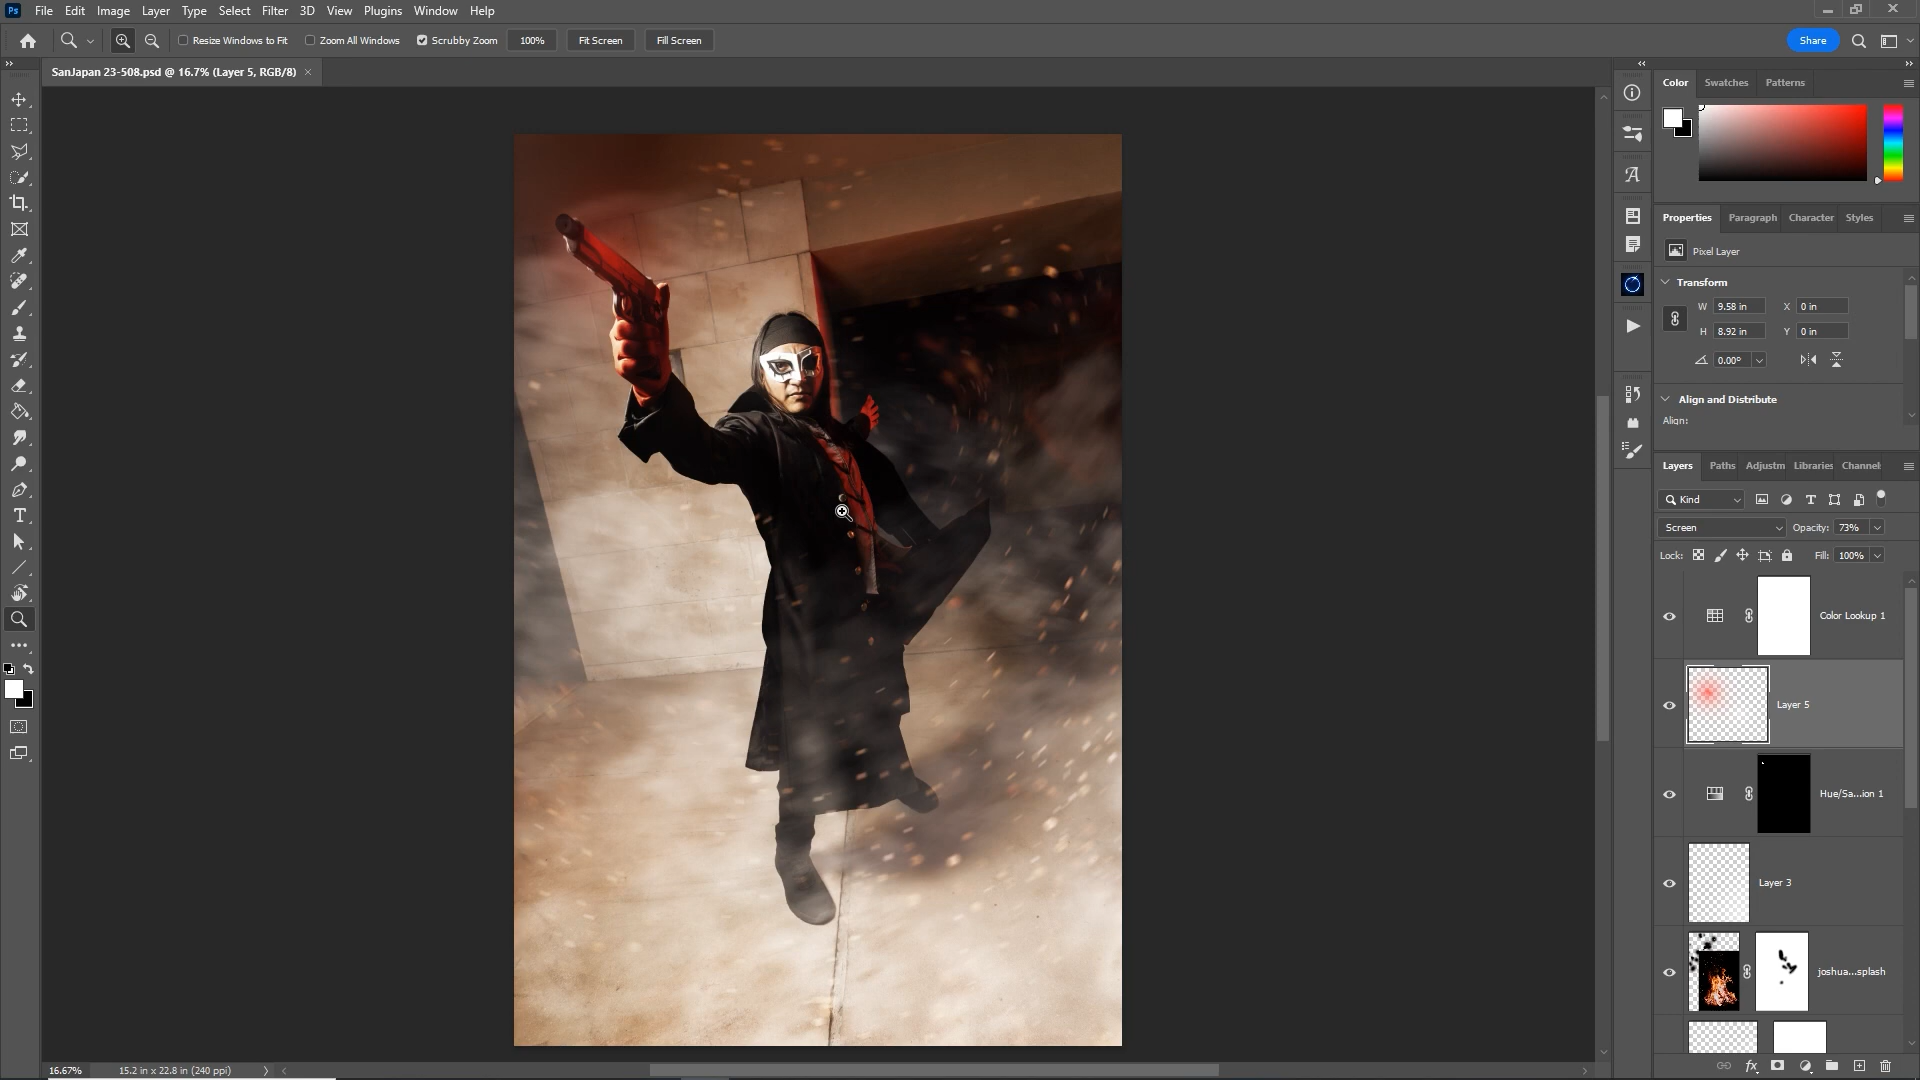 Ps File Edit Image Layer Type Select Filter 3D View Plugins Window Help
Resize Windows to Fit Zoom All Windows Scrubby Zoom 100% Fit Screen Fill Screen Share
SanJapan 23-508.psd @ 16.7% (Layer 5, RGB/8) ×
Color Swatches Patterns
Properties Paragraph Character Styles
Pixel Layer
Transform
W 9.58 in X 0 in
H 8.92 in Y 0 in
0.00°
Align and Distribute
Align:
Layers Paths Adjustm Libraries Channel
Kind
Screen Opacity: 73%
Lock: Fill: 100%
Color Lookup 1
Layer 5
Hue/Sa...ion 1
Layer 3
joshua...splash
16.67% 15.2 in x 22.8 in (240 ppi)